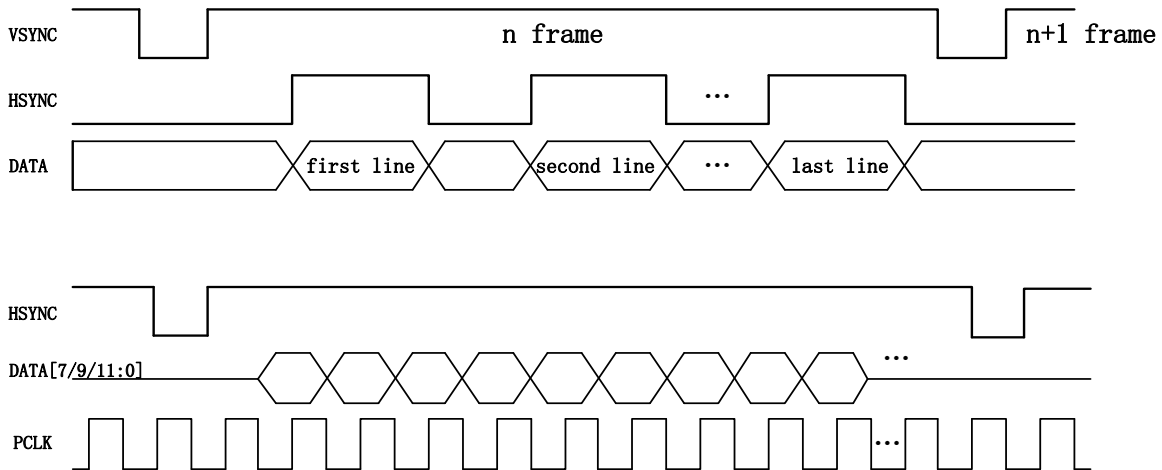 VSYNC
n frame
n+1 frame
HSYNC
...
DATA
first line
second line
...
last line
HSYNC
DATA[7/9/11:0]
...
PCLK
...